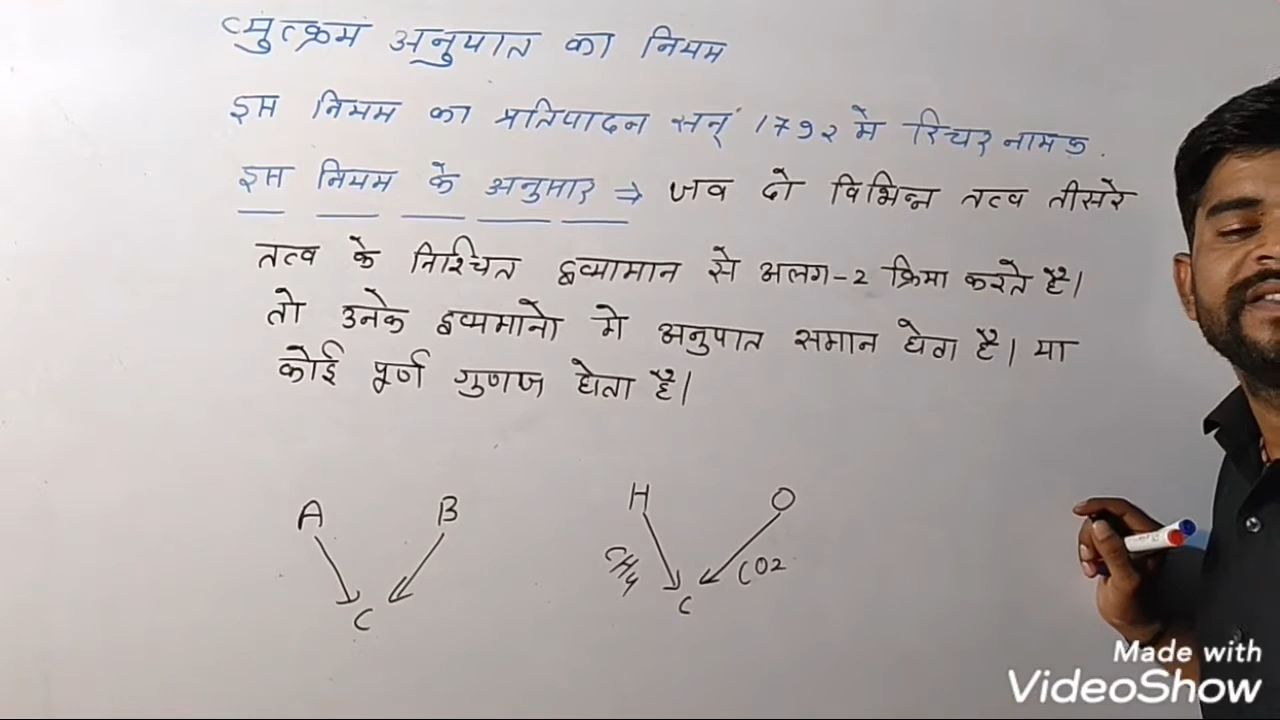 व्युत्क्रम अनुपात का नियम
इस नियम का प्रतिपादन सन् 1792 मे रिचर नामक.
इस नियम के अनुसार ⇒ जब दो विभिन्न तत्व तीसरे
तत्व के निश्चित द्रव्यामान से अलग-2 क्रिया करते है।
तो उनके द्रव्यमानो मे अनुपात समान होता है। या
कोई पूर्ण गुणज होता है।
A B H O
CH4 CO2
C C
Made with
VideoShow